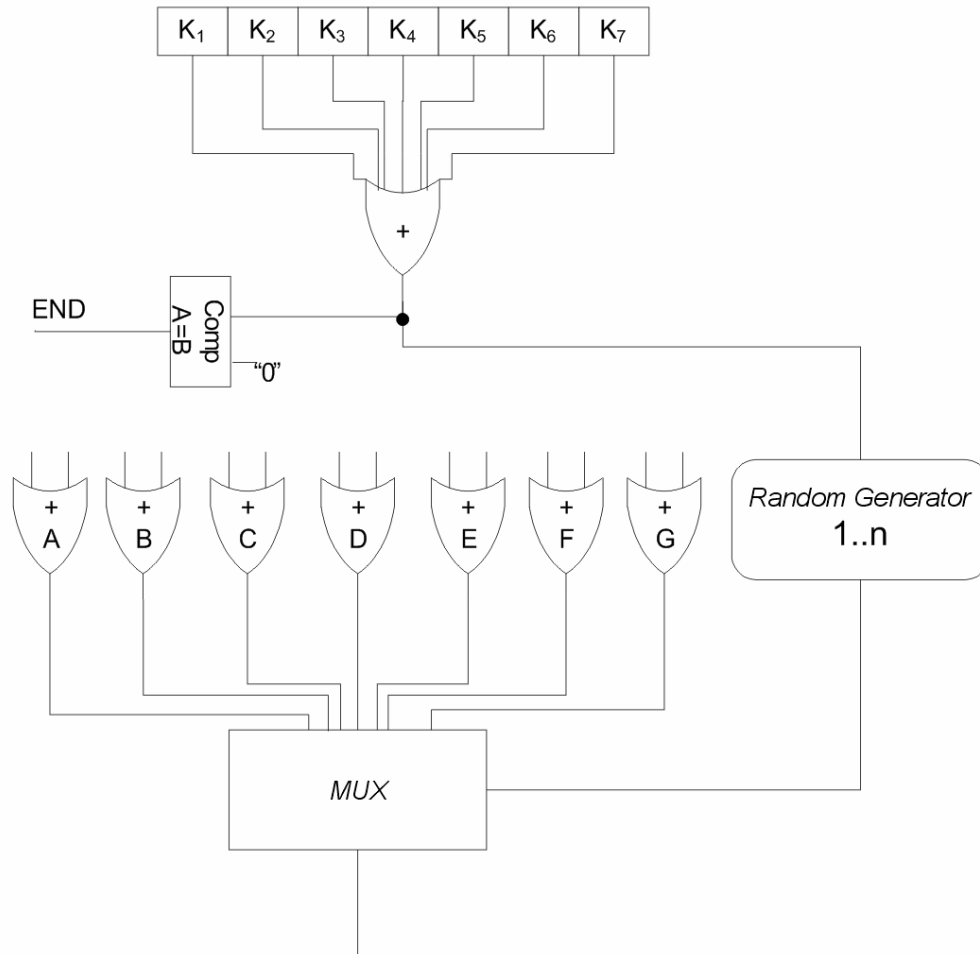 K₁ K₂ K₃ K₄ K₅ K₆ K₇
+
END
Comp
A=B
“0”
+ + + + + + +
A B C D E F G
Random Generator
1..n
MUX